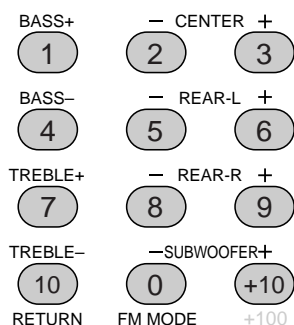 BASS+ – CENTER +
1 2 3
BASS– – REAR-L +
4 5 6
TREBLE+ – REAR-R +
7 8 9
TREBLE– –SUBWOOFER+
10 0 +10
RETURN FM MODE +100